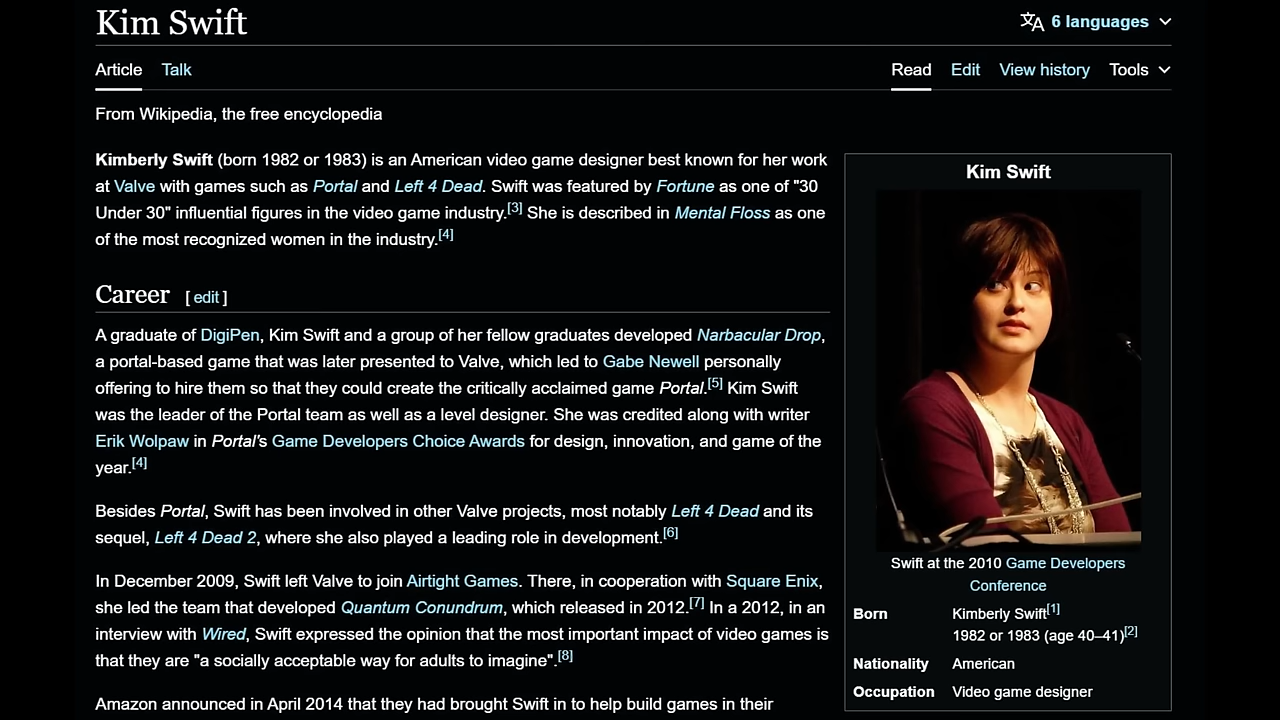 Kim Swift
6 languages
Article Talk
Read Edit View history Tools
From Wikipedia, the free encyclopedia
Kimberly Swift (born 1982 or 1983) is an American video game designer best known for her work
at Valve with games such as Portal and Left 4 Dead. Swift was featured by Fortune as one of "30
Under 30" influential figures in the video game industry.[3] She is described in Mental Floss as one
of the most recognized women in the industry.[4]
Career [ edit ]
A graduate of DigiPen, Kim Swift and a group of her fellow graduates developed Narbacular Drop,
a portal-based game that was later presented to Valve, which led to Gabe Newell personally
offering to hire them so that they could create the critically acclaimed game Portal.[5] Kim Swift
was the leader of the Portal team as well as a level designer. She was credited along with writer
Erik Wolpaw in Portal's Game Developers Choice Awards for design, innovation, and game of the
year.[4]
Besides Portal, Swift has been involved in other Valve projects, most notably Left 4 Dead and its
sequel, Left 4 Dead 2, where she also played a leading role in development.[6]
In December 2009, Swift left Valve to join Airtight Games. There, in cooperation with Square Enix,
she led the team that developed Quantum Conundrum, which released in 2012.[7] In a 2012, in an
interview with Wired, Swift expressed the opinion that the most important impact of video games is
that they are "a socially acceptable way for adults to imagine".[8]
Amazon announced in April 2014 that they had brought Swift in to help build games in their
Kim Swift
Swift at the 2010 Game Developers
Conference
Born Kimberly Swift[1]
1982 or 1983 (age 40–41)[2]
Nationality American
Occupation Video game designer